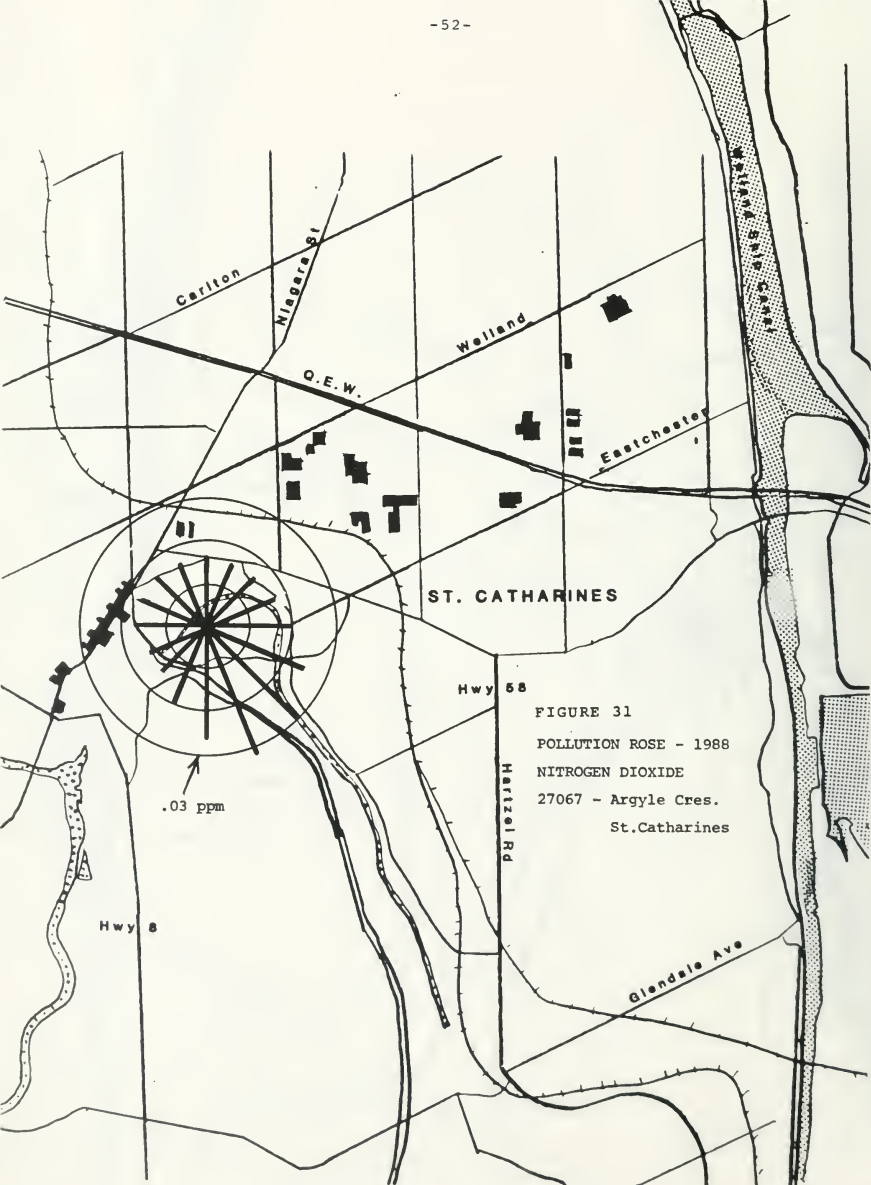 -52-
Welland Ship Canal
Niagara St
Carlton
Welland
Q.E.W.
Eastchester
ST. CATHARINES
Hwy 58
FIGURE 31
POLLUTION ROSE - 1988
NITROGEN DIOXIDE
27067 - Argyle Cres.
St.Catharines
Hartzel Rd
.03 ppm
Hwy 8
Glendale Ave